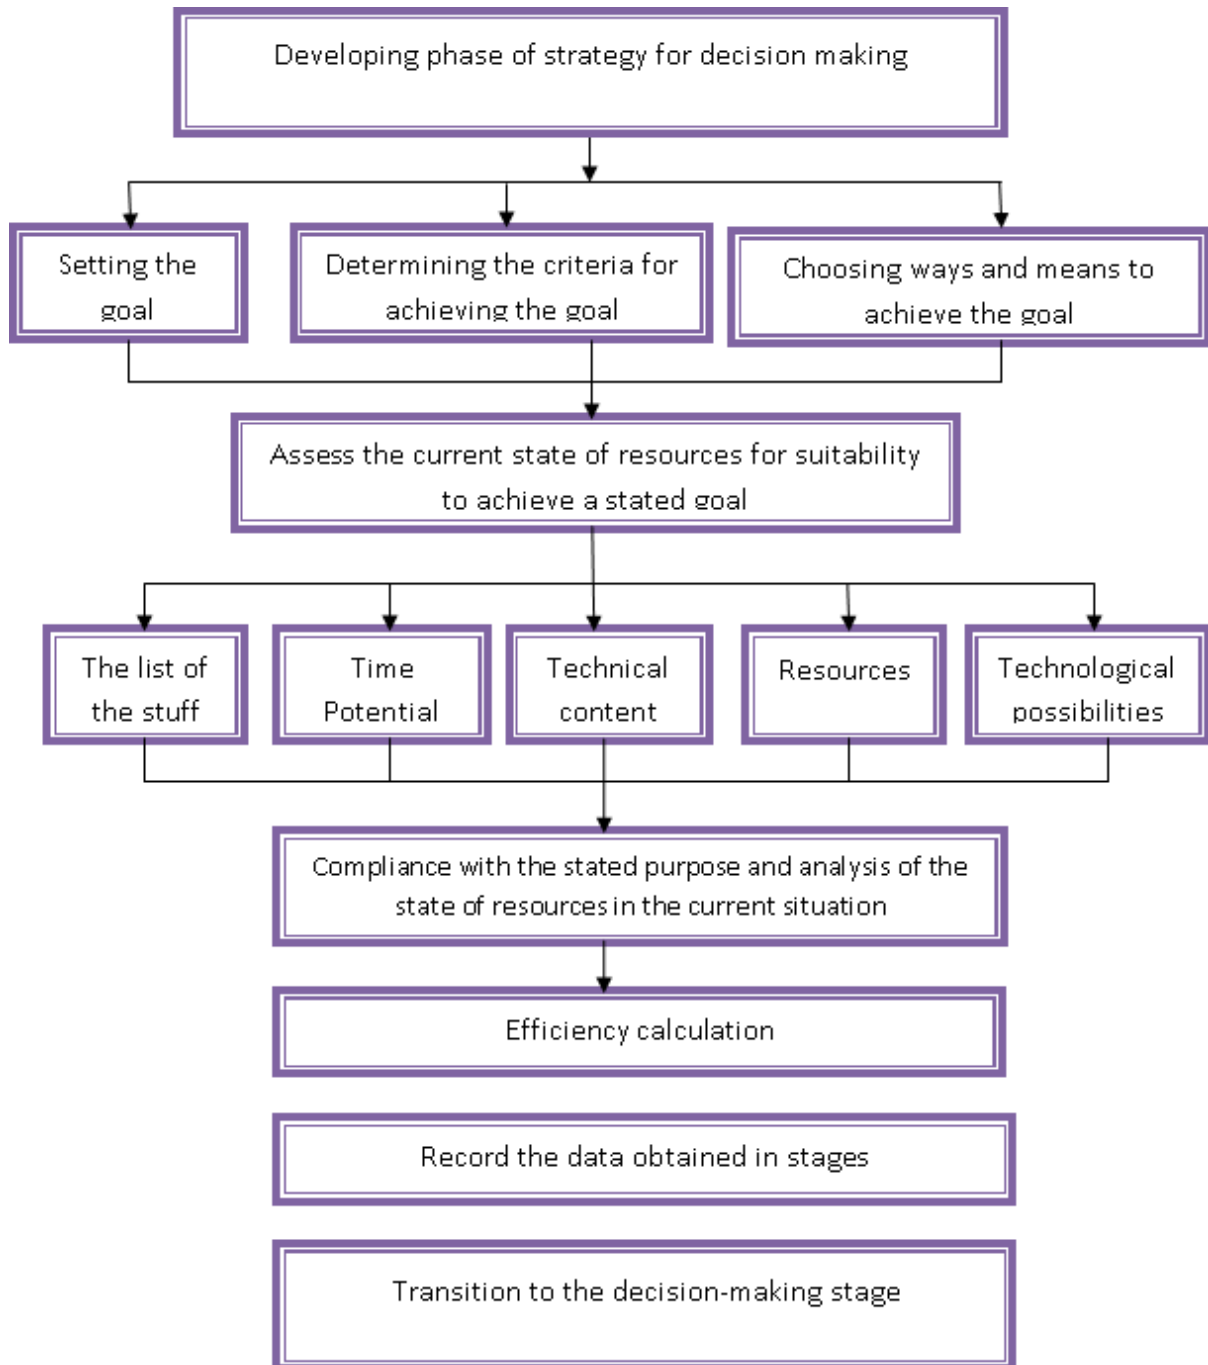 Developing phase of strategy for decision making
Setting the
goal
Determining the criteria for
achieving the goal
Choosing ways and means to
achieve the goal
Assess the current state of resources for suitability
to achieve a stated goal
The list of
the stuff
Time
Potential
Technical
content
Resources
Technological
possibilities
Compliance with the stated purpose and analysis of the
state of resources in the current situation
Efficiency calculation
Record the data obtained in stages
Transition to the decision-making stage